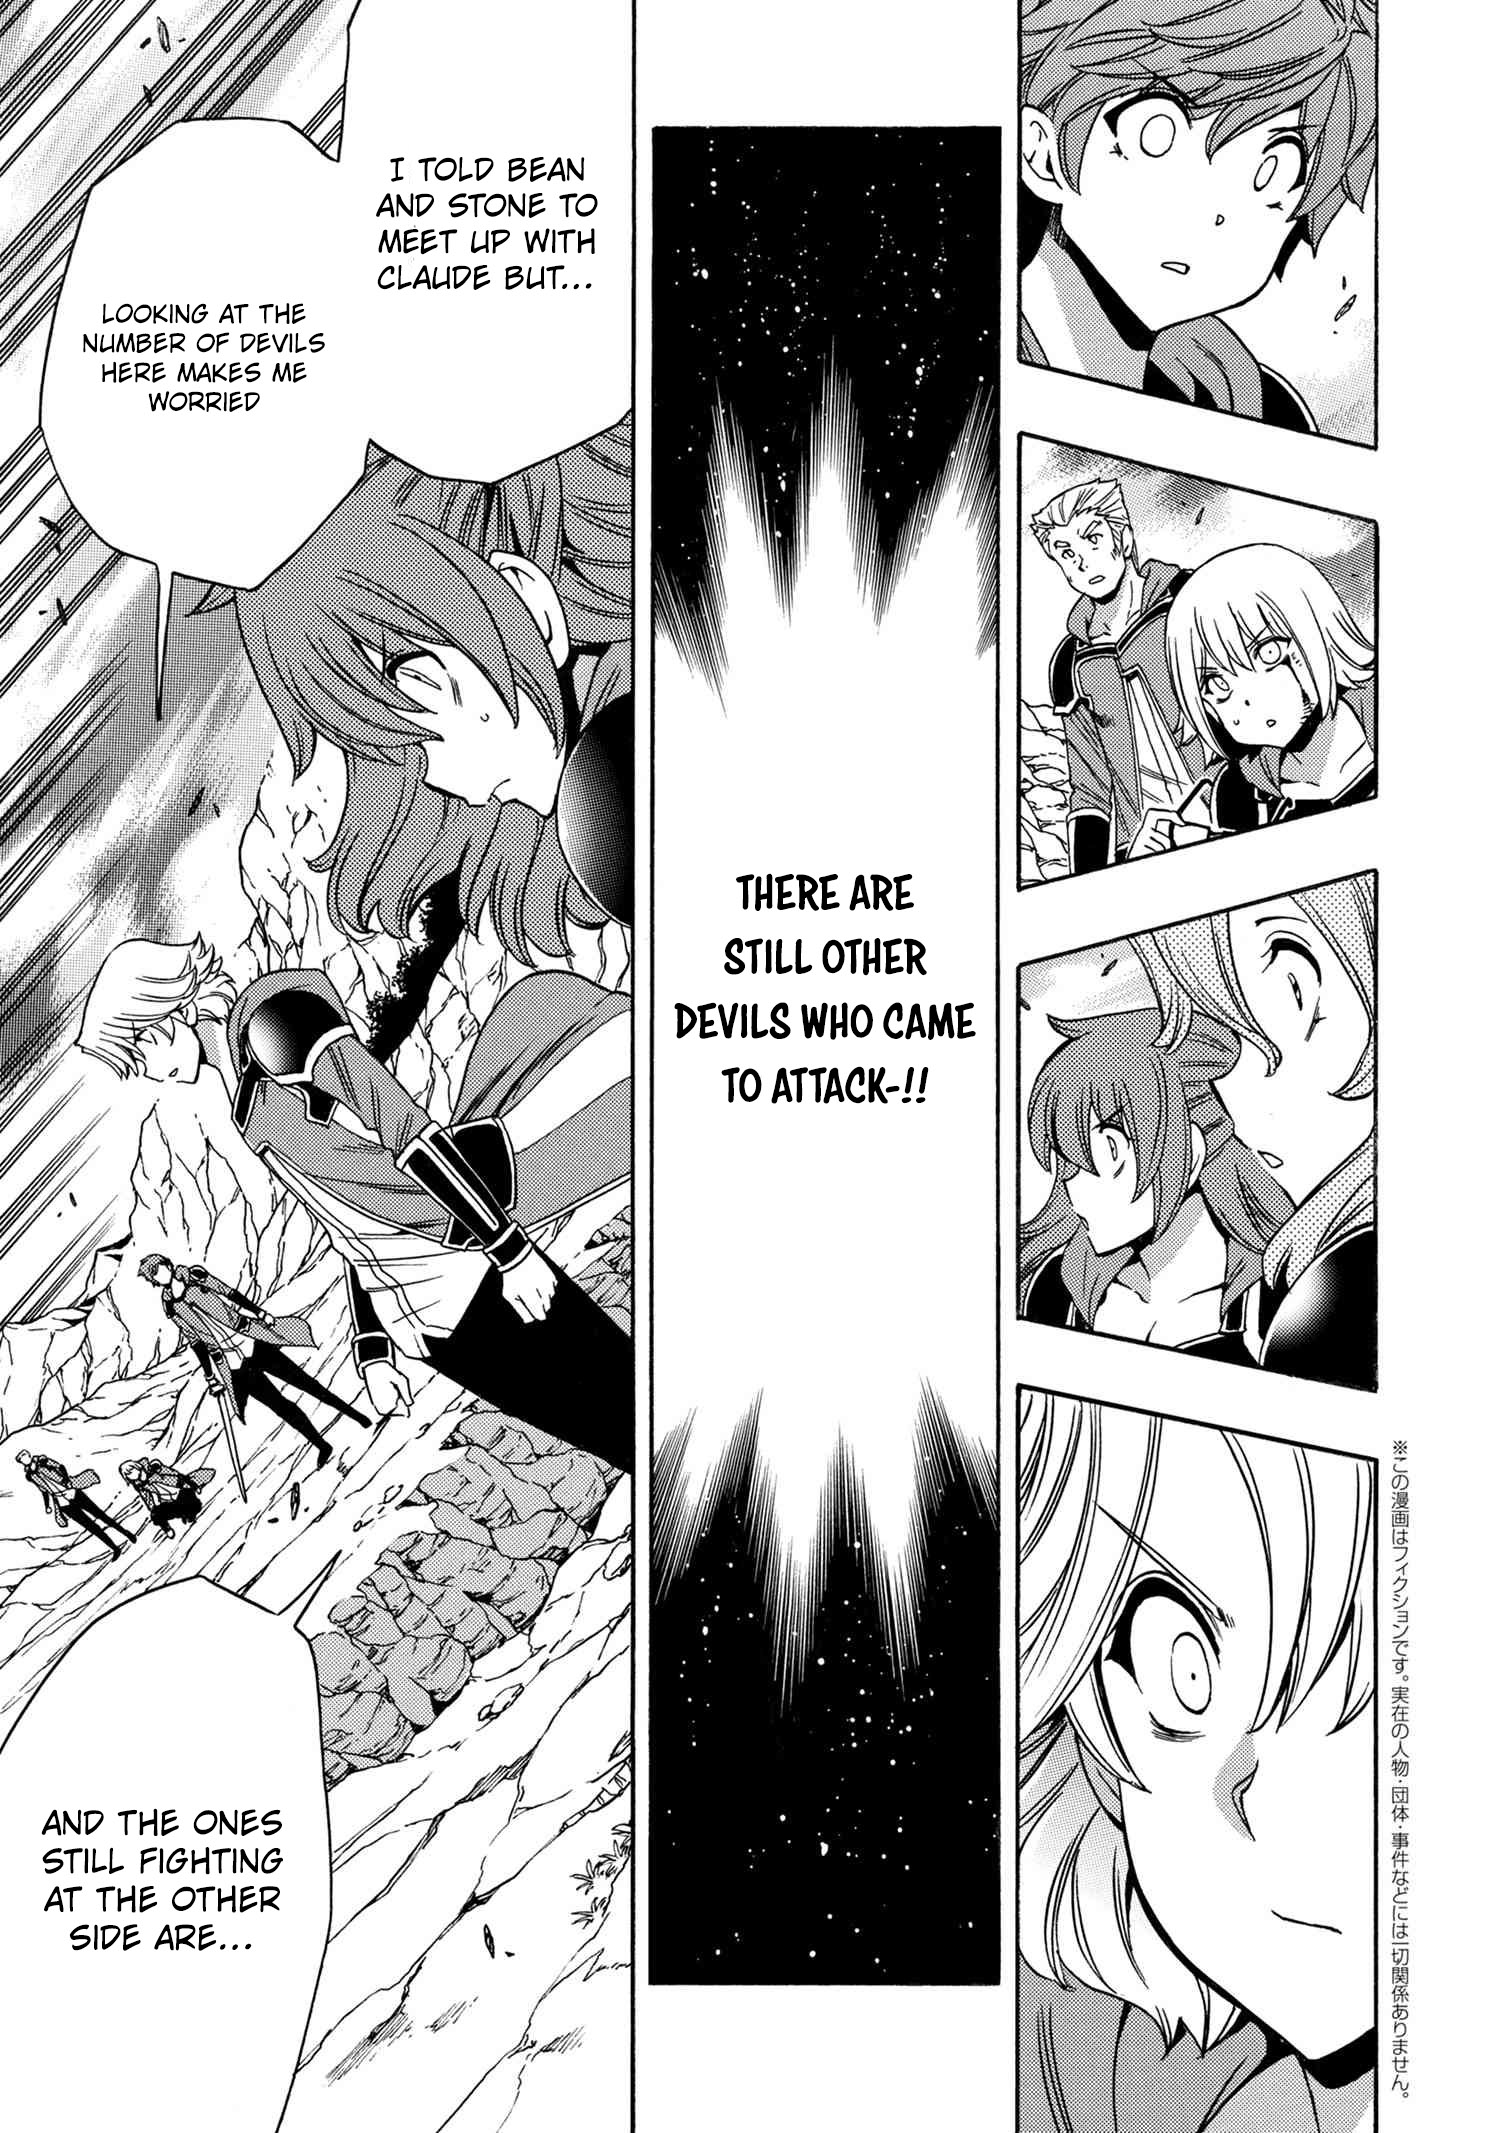 ※この漫画はフィクションです。実在の人物・団体・事件などには一切関係ありません。
THERE ARE
STILL OTHER
DEVILS WHO CAME
TO ATTACK-!!
I TOLD BEAN
AND STONE TO
MEET UP WITH
CLAUDE BUT...
LOOKING AT THE
NUMBER OF DEVILS
HERE MAKES ME
WORRIED
AND THE ONES
STILL FIGHTING
AT THE OTHER
SIDE ARE...